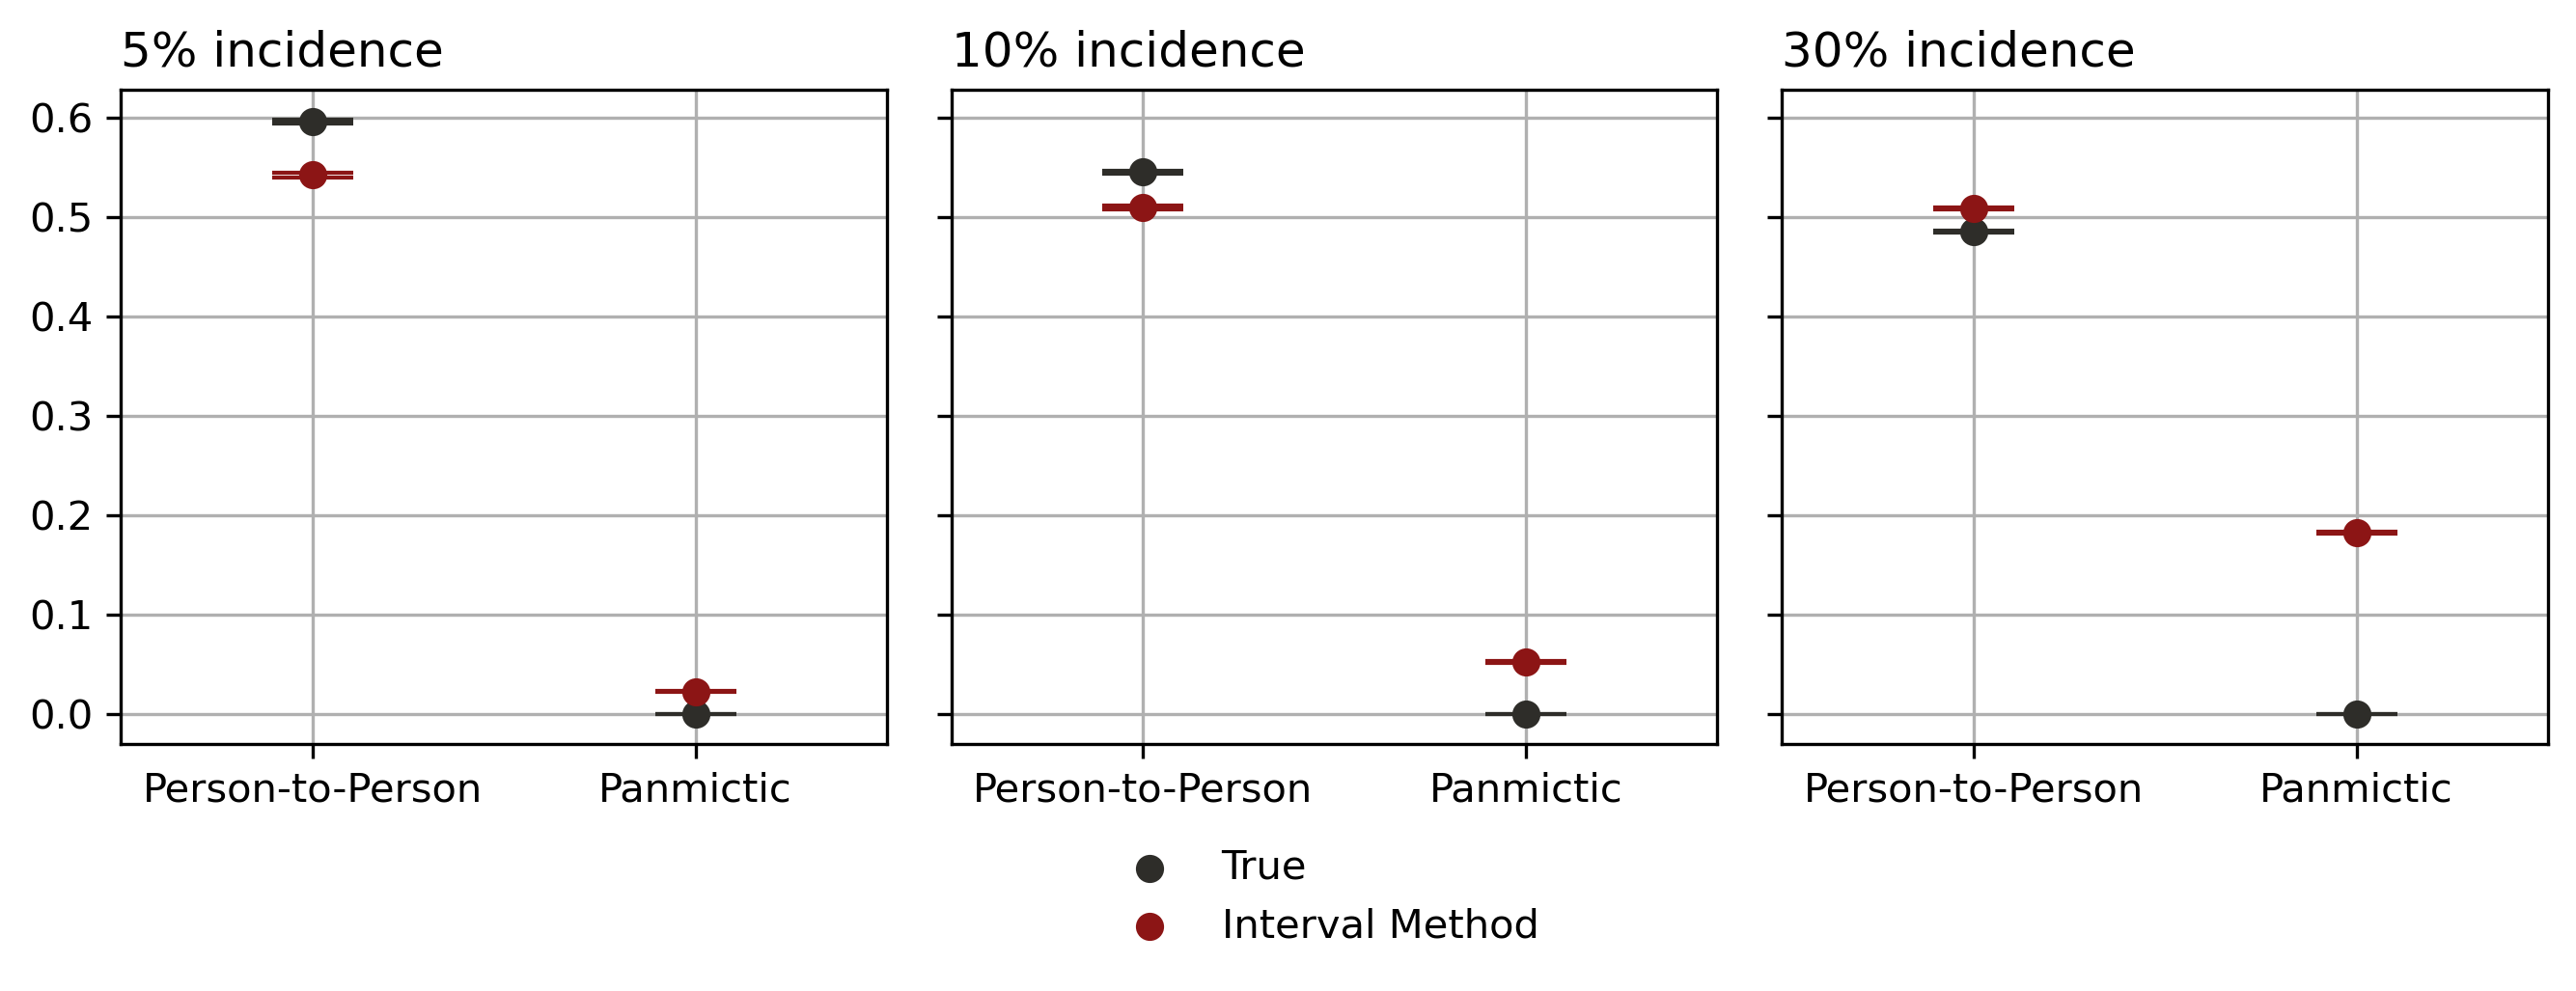 5% incidence
10% incidence
30% incidence
0.6
0.5
0.4
0.3
0.2
0.1
0.0
Person-to-Person
Panmictic
Person-to-Person
Panmictic
Person-to-Person
Panmictic
True
Interval Method